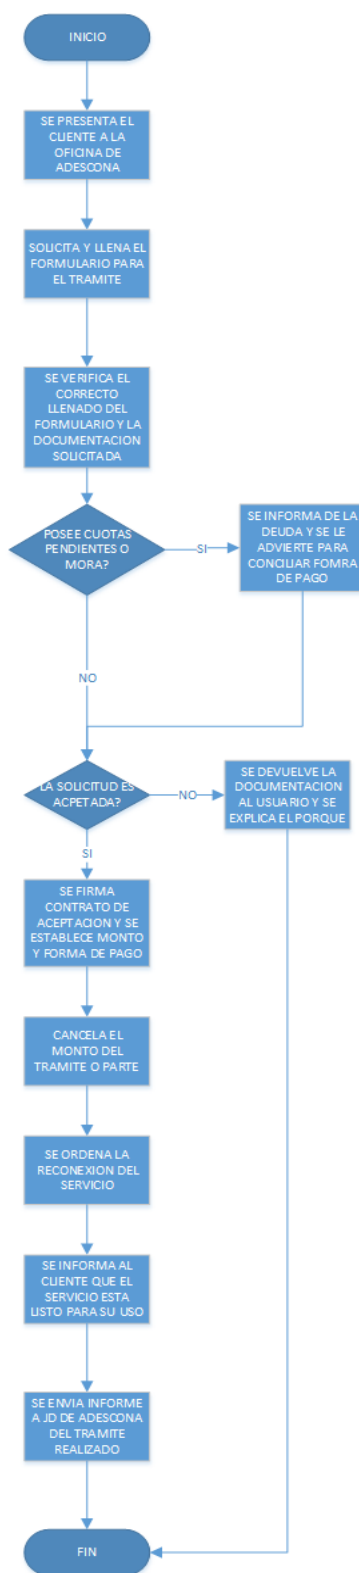 INICIO
SE PRESENTA EL
CLIENTE A LA
OFICINA DE
ADESCONA
SOLICITA Y LLENA EL
FORMULARIO PARA
EL TRAMITE
SE VERIFICA EL
CORRECTO
LLENADO DEL
FORMULARIO Y LA
DOCUMENTACION
SOLICITADA
POSEE CUOTAS
PENDIENTES O
MORA?
SI
SE INFORMA DE LA
DEUDA Y SE LE
ADVIERTE PARA
CONCILIAR FOMRA
DE PAGO
NO
LA SOLICITUD ES
ACPETADA?
NO
SE DEVUELVE LA
DOCUMENTACION
AL USUARIO Y SE
EXPLICA EL PORQUE
SI
SE FIRMA
CONTRATO DE
ACEPTACION Y SE
ESTABLECE MONTO
Y FORMA DE PAGO
CANCELA EL
MONTO DEL
TRAMITE O PARTE
SE ORDENA LA
RECONEXION DEL
SERVICIO
SE INFORMA AL
CLIENTE QUE EL
SERVICIO ESTA
LISTO PARA SU USO
SE ENVIA INFORME
A JD DE ADESCONA
DEL TRAMITE
REALIZADO
FIN